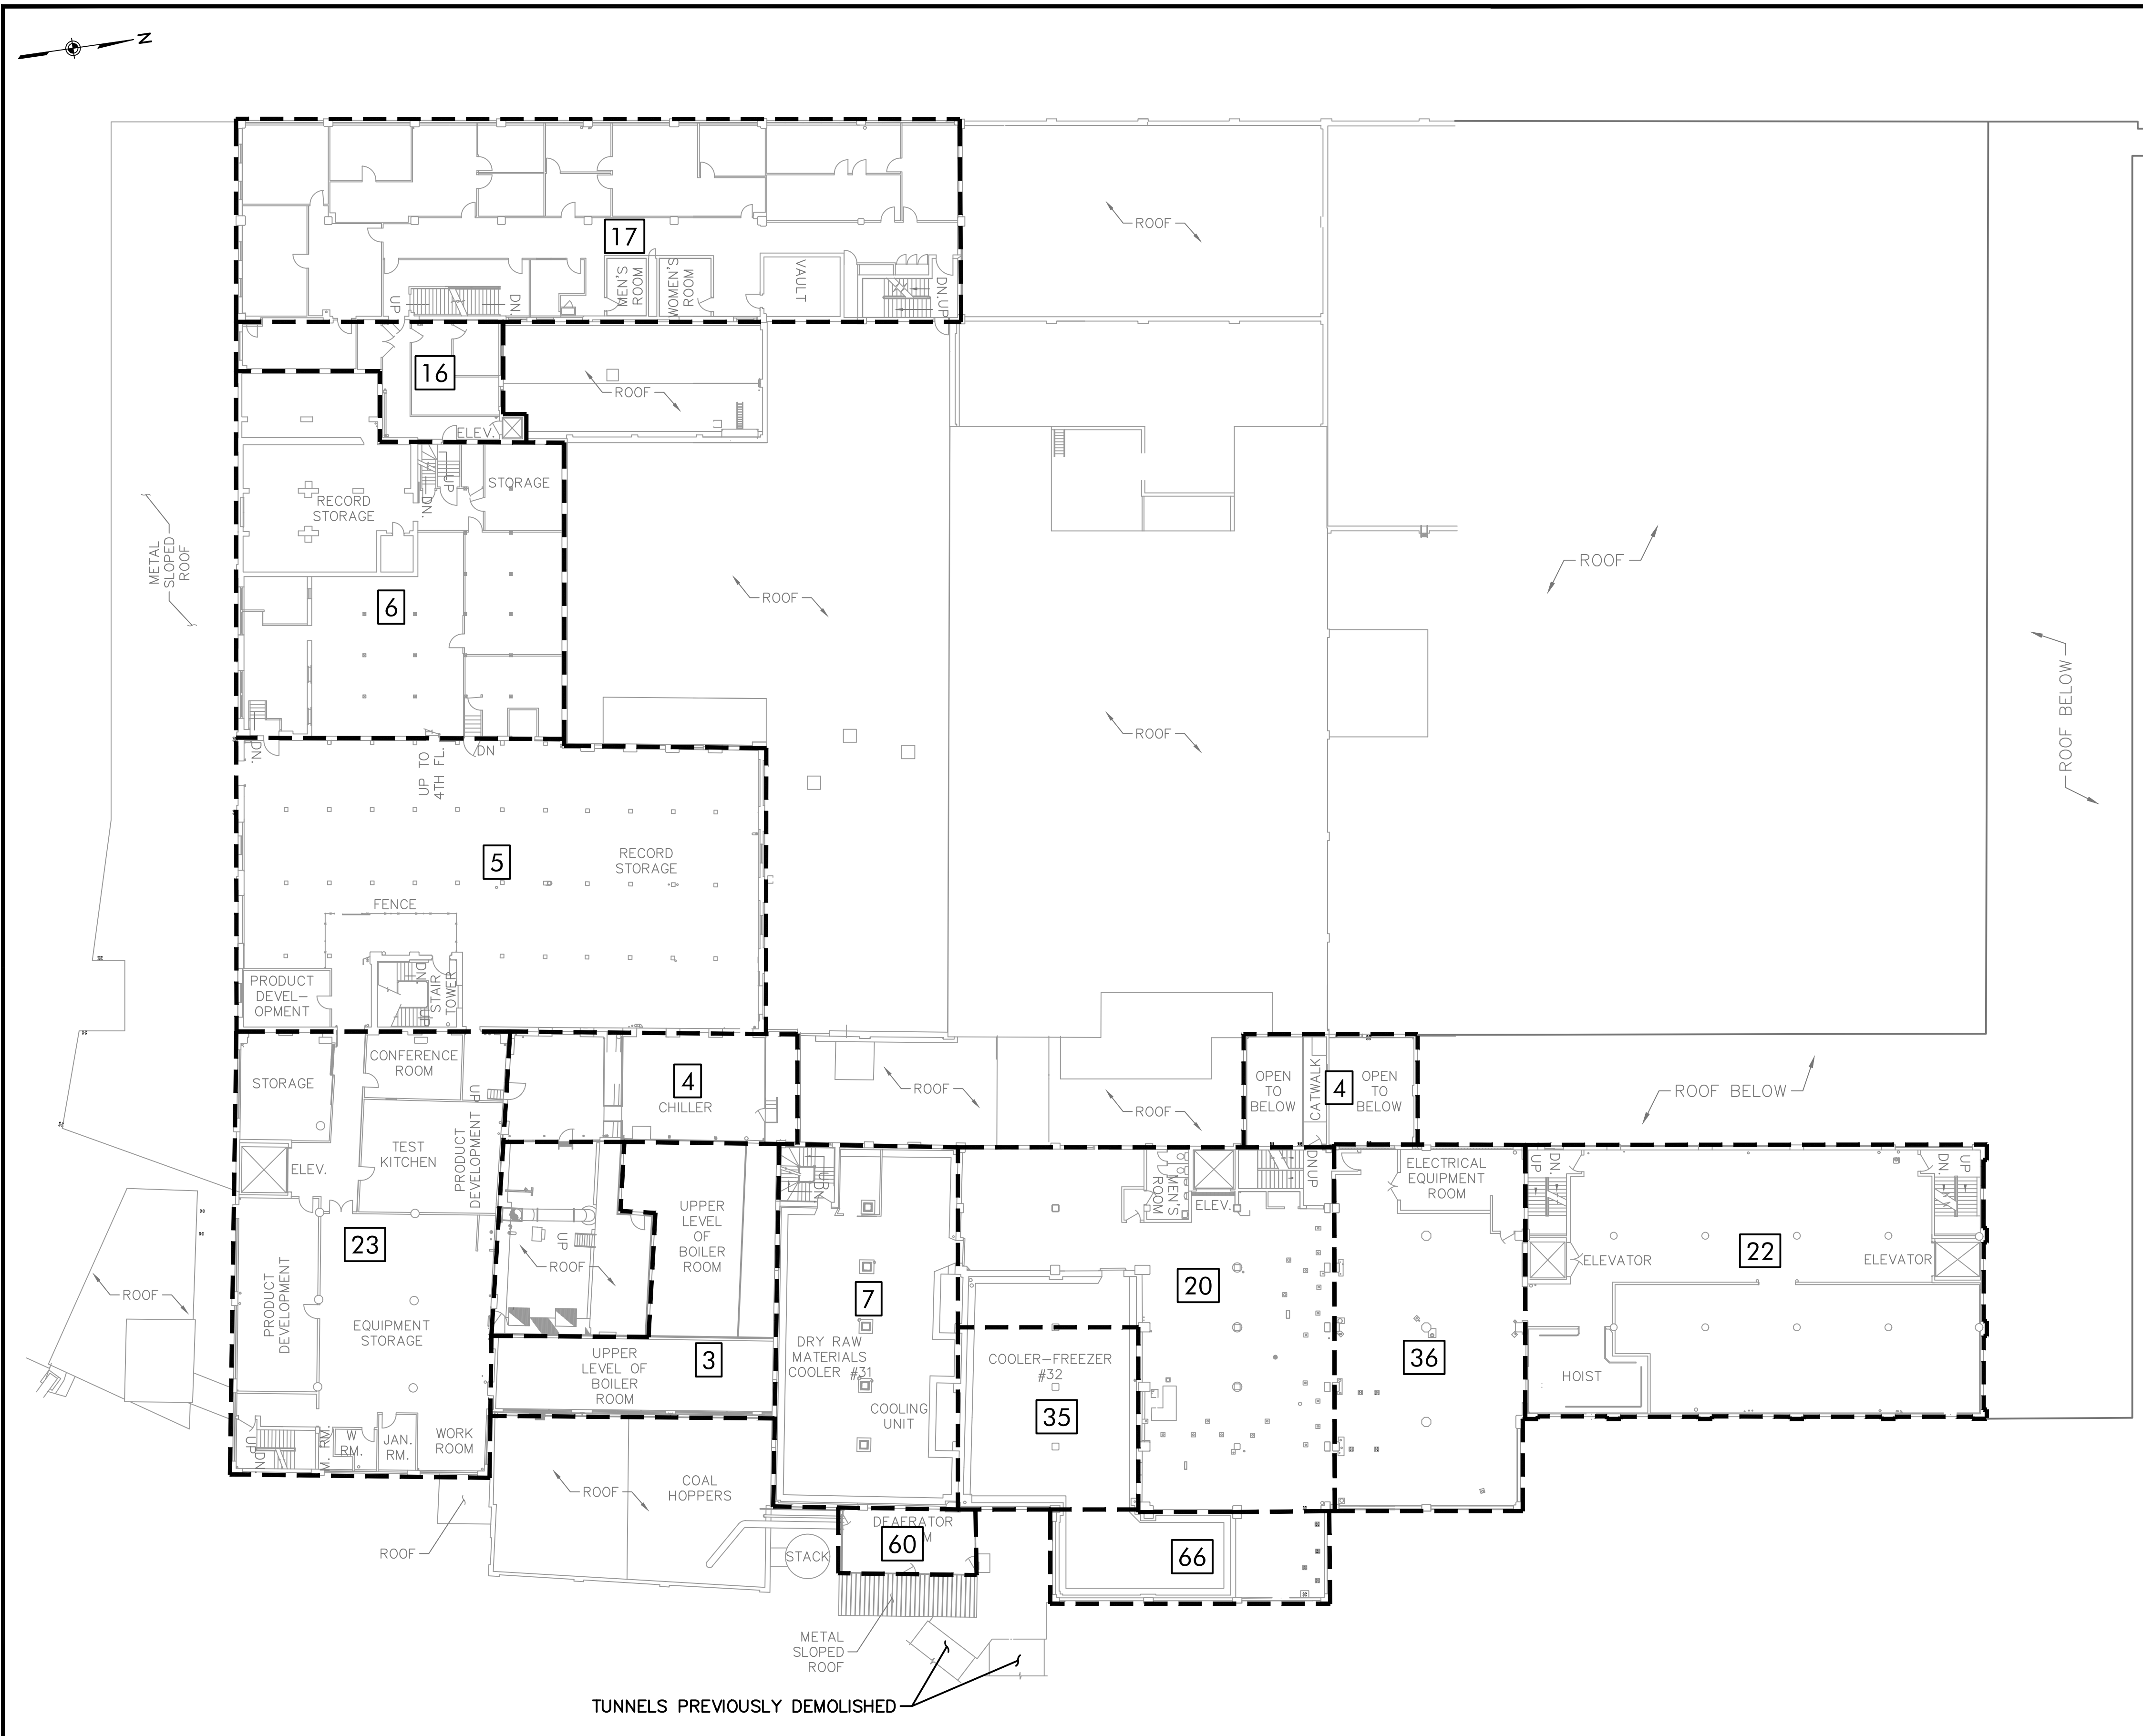 N
ROOF
17
MEN'S
ROOM
WOMEN'S
ROOM
VAULT
UP
DN.
DN.
UP
16
ROOF
ELEV.
RECORD
STORAGE
UP
DN.
STORAGE
METAL
SLOPED
ROOF
6
ROOF
ROOF
ROOF BELOW
ROOF
DN.
UP TO
4TH FL.
DN
5
RECORD
STORAGE
FENCE
PRODUCT
DEVEL-
OPMENT
DN.
UP
STAIR
TOWER
STORAGE
CONFERENCE
ROOM
UP
4
CHILLER
ROOF
ROOF
OPEN
TO
BELOW
CATWALK
4
OPEN
TO
BELOW
ROOF BELOW
ELEV.
TEST
KITCHEN
PRODUCT
DEVELOPMENT
UPPER
LEVEL
OF
BOILER
ROOM
UP
ROOF
MEN'S
ROOM
ELEV.
DN
UP
ELECTRICAL
EQUIPMENT
ROOM
UP
DN.
DN.
UP
23
PRODUCT
DEVELOPMENT
EQUIPMENT
STORAGE
ROOF
7
20
ELEVATOR
22
ELEVATOR
UPPER
LEVEL OF
BOILER
ROOM
3
DRY RAW
MATERIALS
COOLER #31
COOLER-FREEZER
#32
36
HOIST
COOLING
UNIT
35
UP
DN
M. RM.
W
RM.
JAN.
RM.
WORK
ROOM
ROOF
COAL
HOPPERS
ROOF
STACK
DEAERATOR
60
66
METAL
SLOPED
ROOF
TUNNELS PREVIOUSLY DEMOLISHED